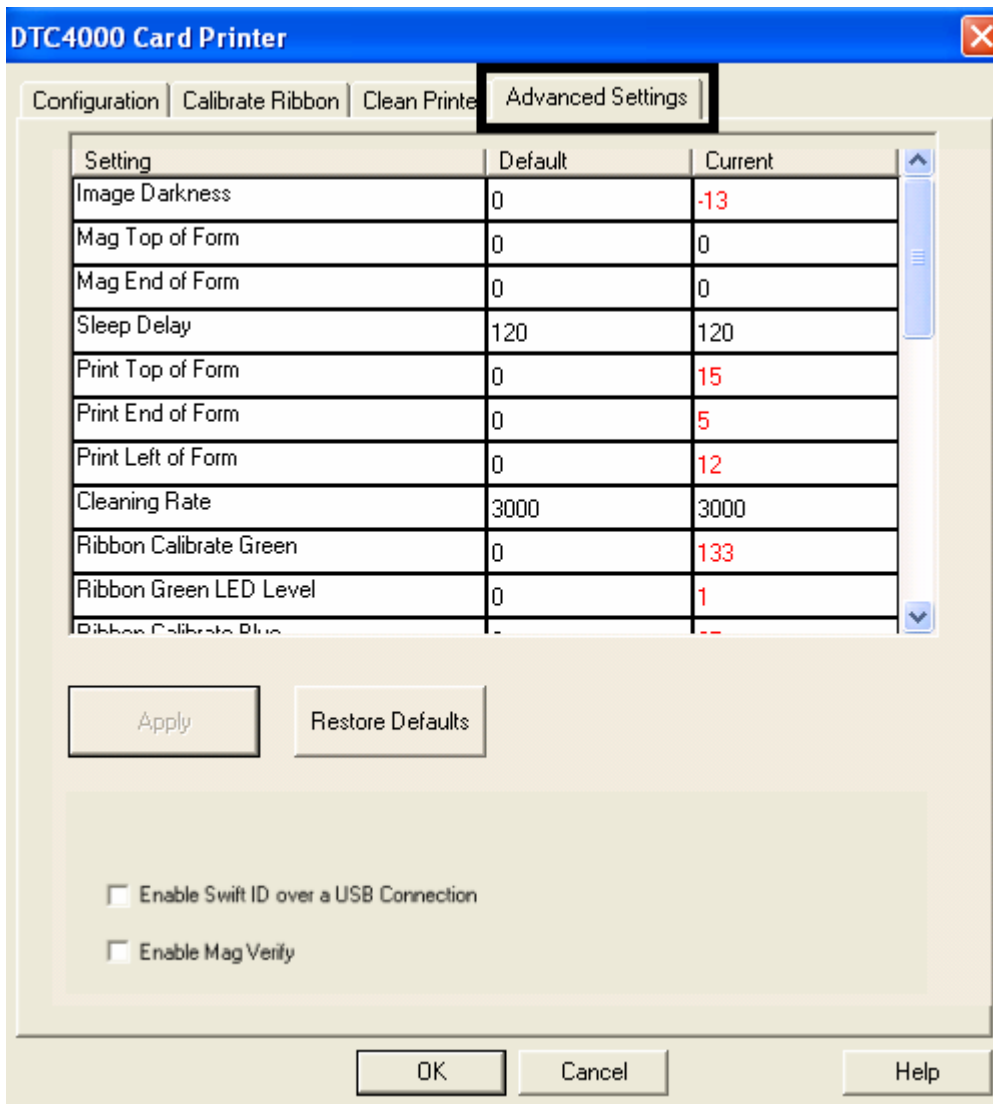 DTC4000 Card Printer
Configuration Calibrate Ribbon Clean Printe Advanced Settings
Setting Default Current
Image Darkness 0 -13
Mag Top of Form 0 0
Mag End of Form 0 0
Sleep Delay 120 120
Print Top of Form 0 15
Print End of Form 0 5
Print Left of Form 0 12
Cleaning Rate 3000 3000
Ribbon Calibrate Green 0 133
Ribbon Green LED Level 0 1
Ribbon Calibrate Blue
Apply Restore Defaults
Enable Swift ID over a USB Connection
Enable Mag Verify
OK Cancel Help